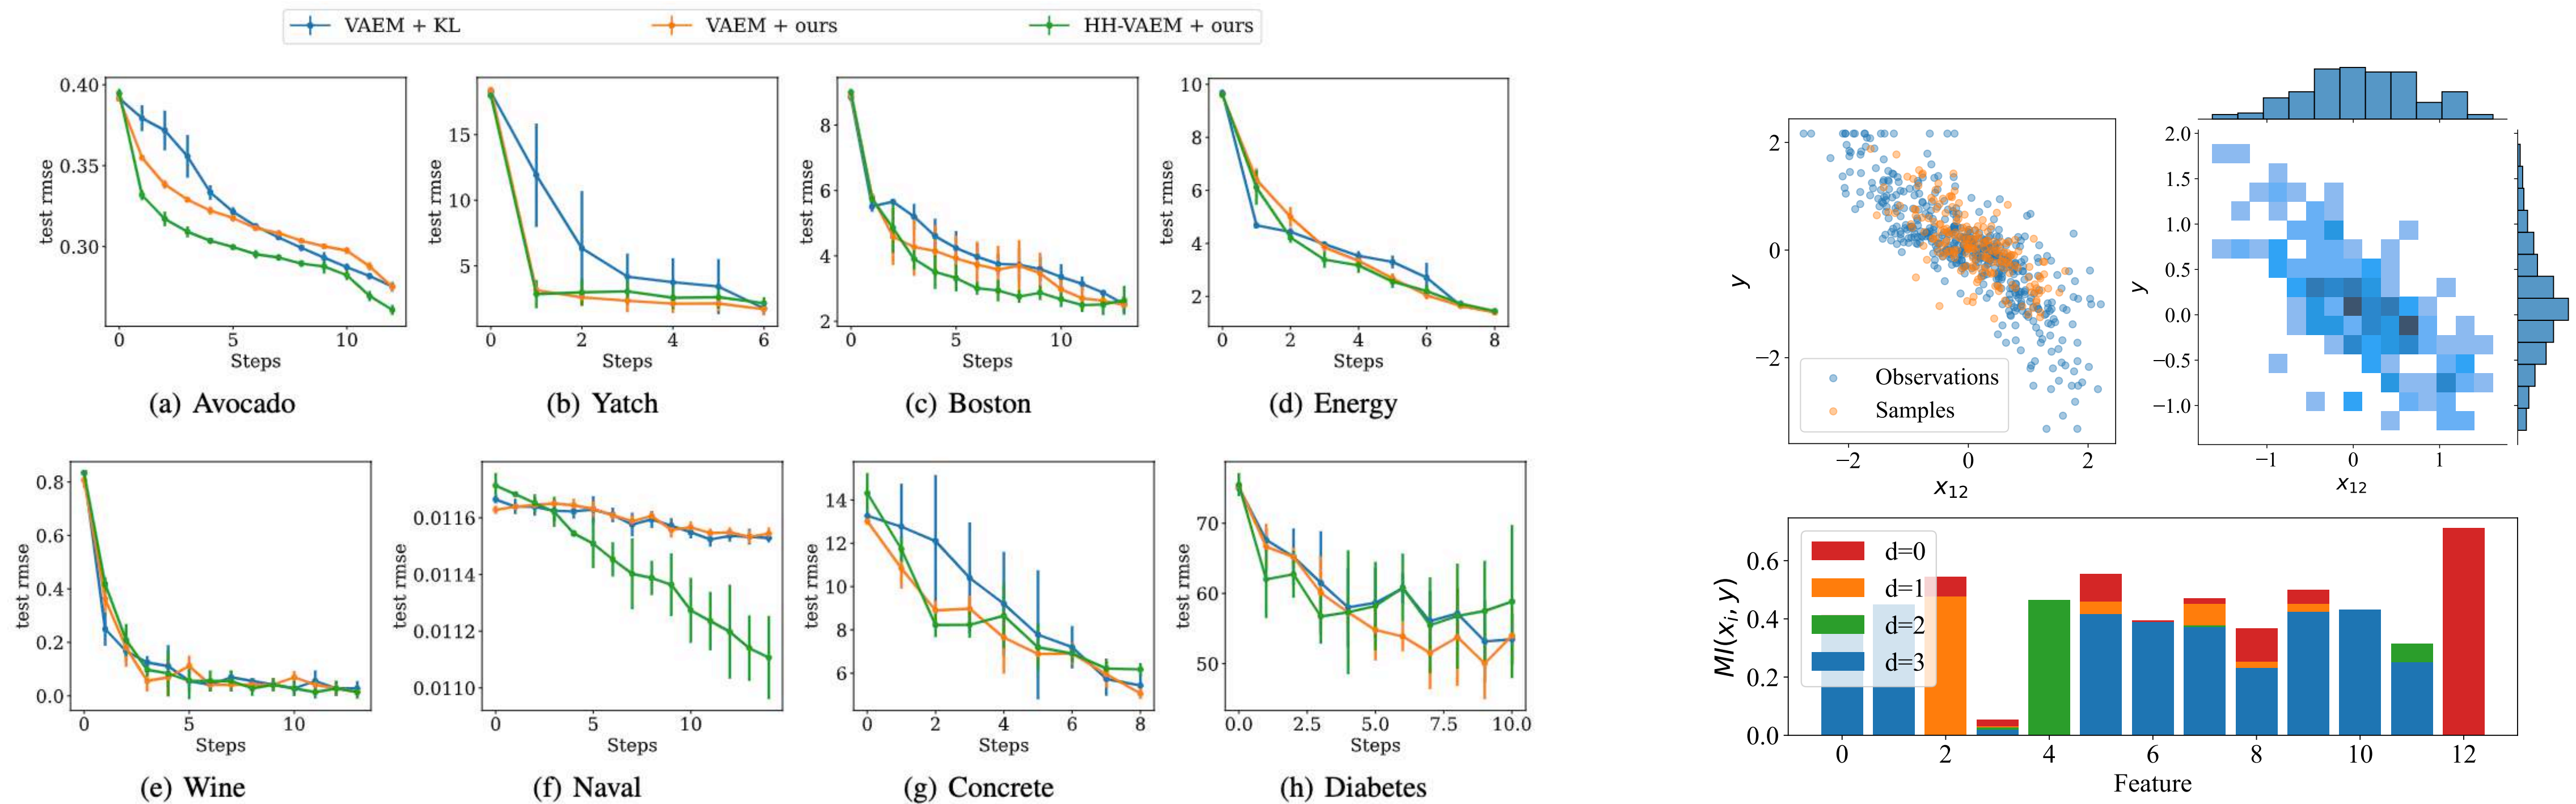 VAEM + KL VAEM + ours HH-VAEM + ours
0.40
0.35
0.30
test rmse
0 5 10
Steps
(a) Avocado
15
10
5
test rmse
0 2 4 6
Steps
(b) Yatch
8
6
4
2
test rmse
0 5 10
Steps
(c) Boston
10
8
6
4
2
test rmse
0 2 4 6 8
Steps
(d) Energy
0.8
0.6
0.4
0.2
0.0
test rmse
0 5 10
Steps
(e) Wine
0.0116
0.0114
0.0112
0.0110
test rmse
0 5 10
Steps
(f) Naval
14
12
10
8
6
test rmse
0 2 4 6 8
Steps
(g) Concrete
70
60
50
test rmse
0.0 2.5 5.0 7.5 10.0
Steps
(h) Diabetes
2
0
−2
y
Observations
Samples
−2 0 2
x12
2.0
1.5
1.0
0.5
0.0
−0.5
−1.0
y
−1 0 1
x12
0.6
0.4
0.2
0.0
MI(xi, y)
d=0
d=1
d=2
d=3
0 2 4 6 8 10 12
Feature